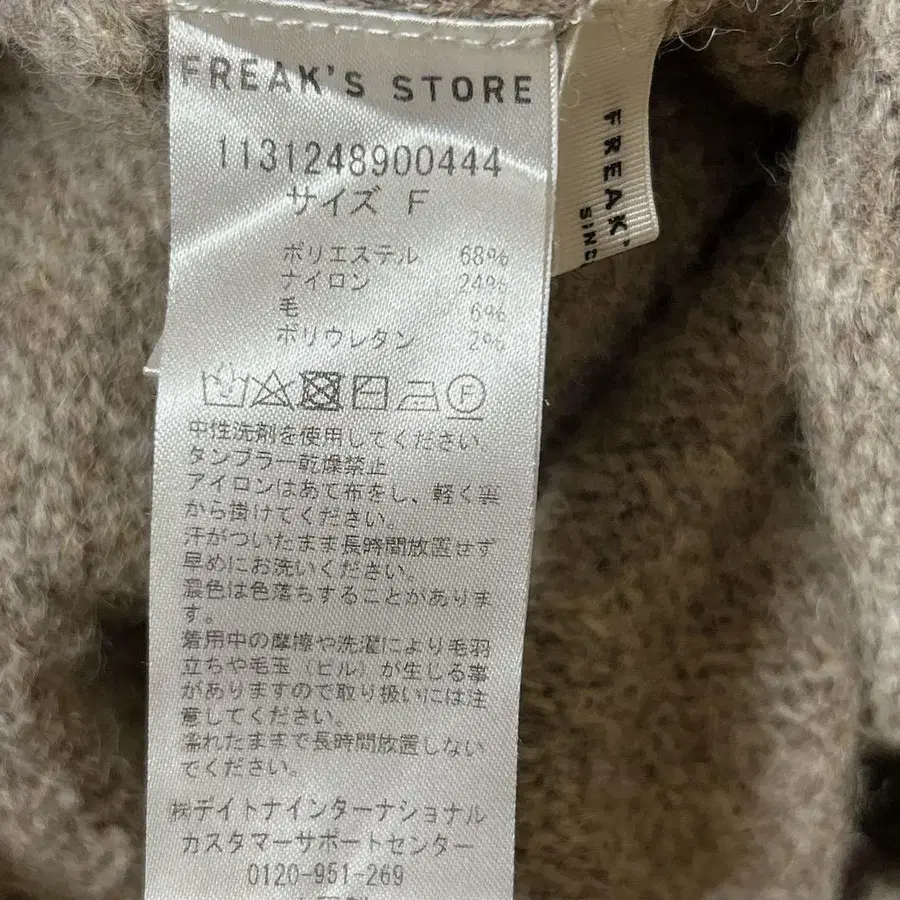 FREAK'S STORE
1131248900444
サイズ F
ポリエステル 68%
ナイロン 24%
毛 6%
ポリウレタン 2%
F
中性洗剤を使用してください。
タンブラー乾燥禁止
アイロンはあて布をし、軽く裏
から掛けてください。
汗がついたまま長時間放置せず
早めにお洗いください。
濃色は色落ちすることがありま
す。
着用中の摩擦や洗濯により毛羽
立ちや毛玉（ピル）が生じる事
がありますので取り扱いには注
意してください。
濡れたままで長時間放置しない
でください。
㈱デイトナインターナショナル
カスタマーサポートセンター
0120-951-269
FREAK'
SINC